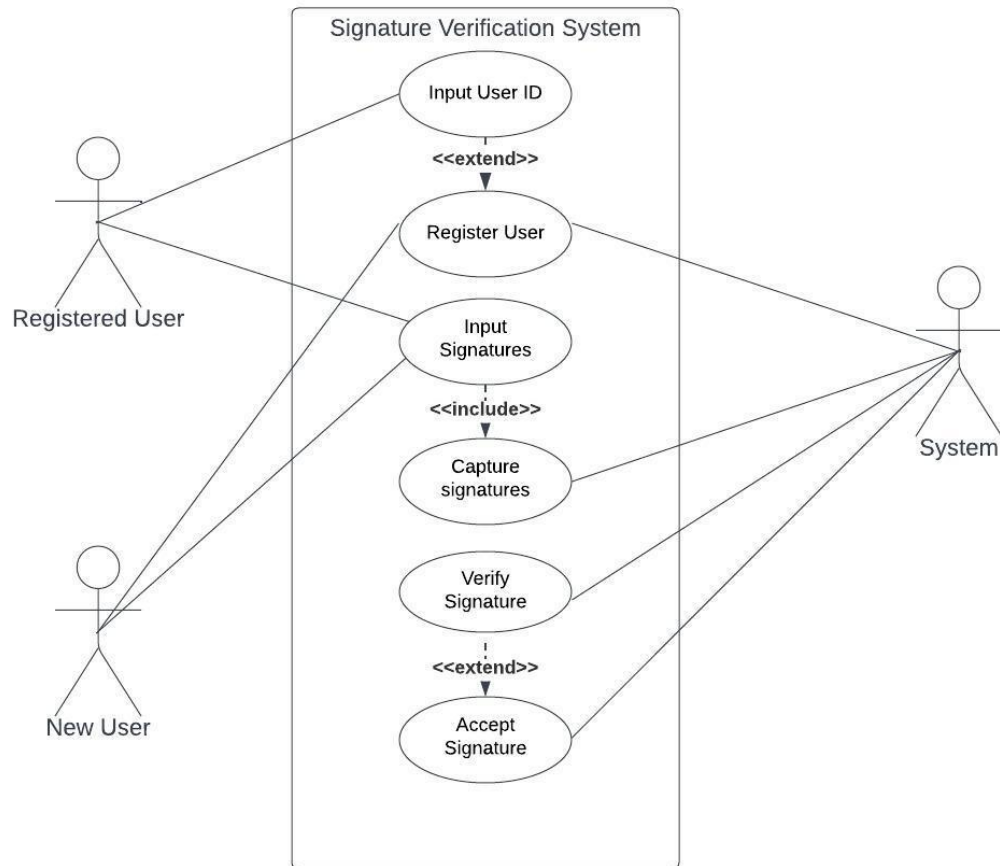 Signature Verification System
Input User ID
<<extend>>
Register User
Registered User
Input
Signatures
<<include>>
System
Capture
signatures
Verify
Signature
<<extend>>
New User
Accept
Signature